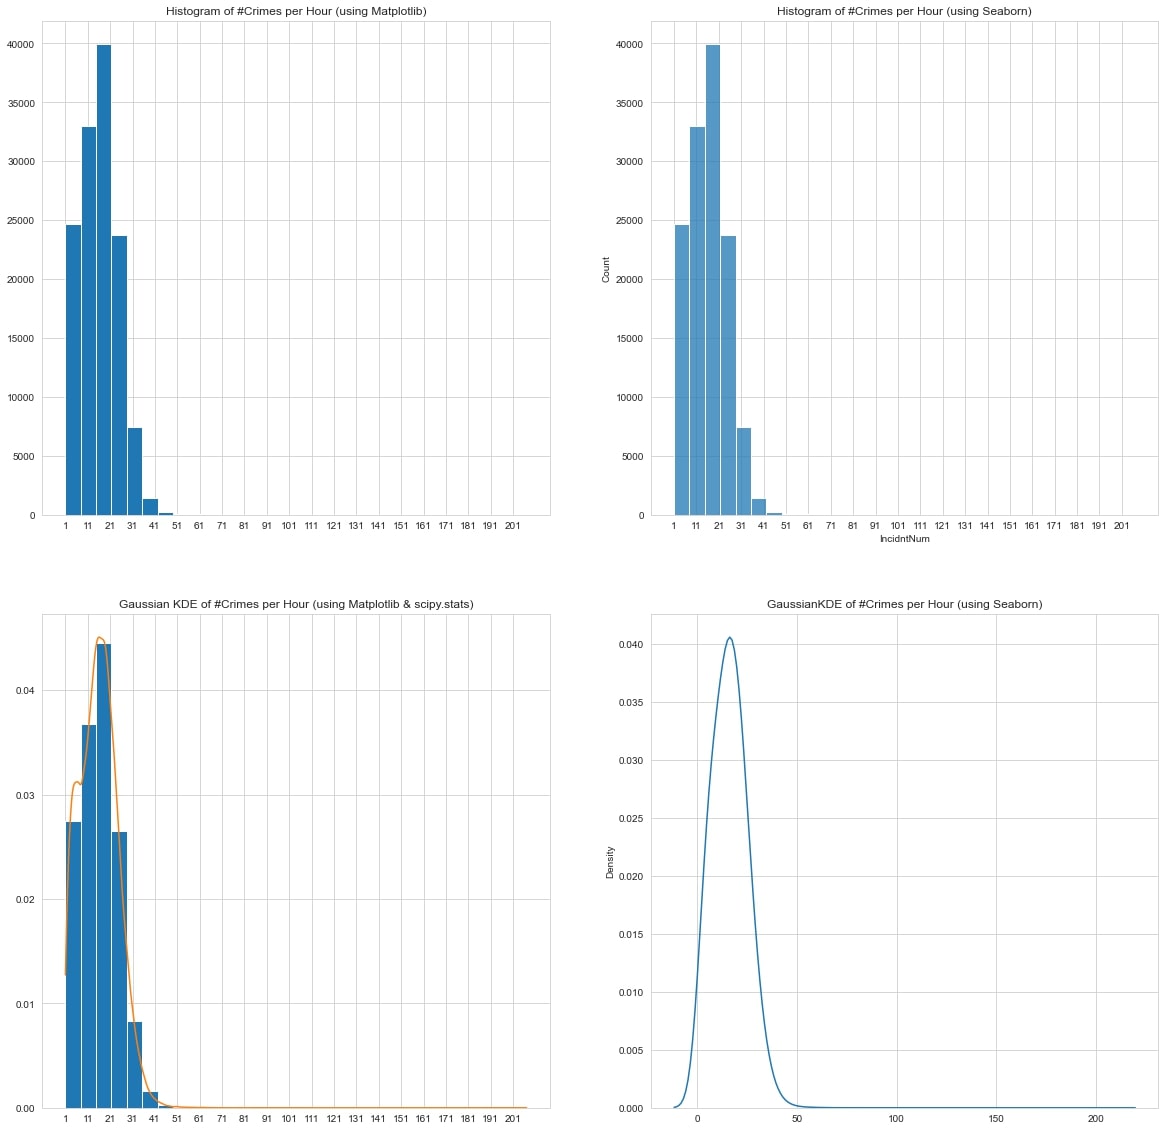 Histogram of #Crimes per Hour (using Matplotlib)
40000
35000
30000
25000
20000
15000
10000
5000
0
1 11 21 31 41 51 61 71 81 91 101 111 121 131 141 151 161 171 181 191 201
Histogram of #Crimes per Hour (using Seaborn)
Count
40000
35000
30000
25000
20000
15000
10000
5000
0
1 11 21 31 41 51 61 71 81 91 101 111 121 131 141 151 161 171 181 191 201
IncidntNum
Gaussian KDE of #Crimes per Hour (using Matplotlib & scipy.stats)
0.04
0.03
0.02
0.01
0.00
1 11 21 31 41 51 61 71 81 91 101 111 121 131 141 151 161 171 181 191 201
GaussianKDE of #Crimes per Hour (using Seaborn)
Density
0.040
0.035
0.030
0.025
0.020
0.015
0.010
0.005
0.000
0 50 100 150 200